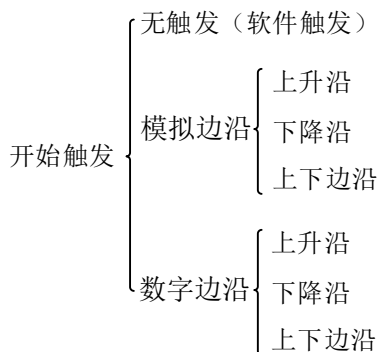 无触发（软件触发）
上升沿
模拟边沿
下降沿
上下边沿
开始触发
上升沿
数字边沿
下降沿
上下边沿